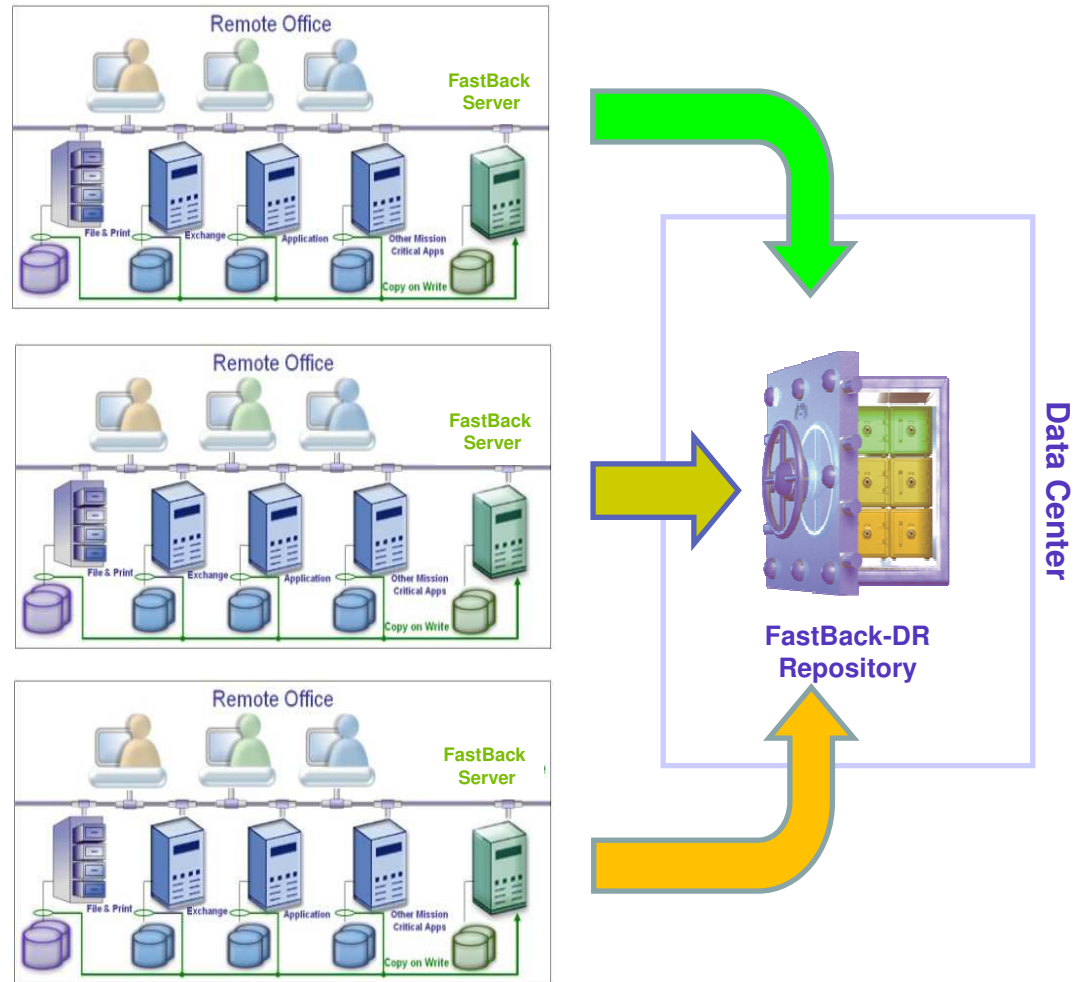 Remote Office
FastBack
Server
File & Print
Exchange
Application
Other Mission
Critical Apps
Copy on Write
Remote Office
FastBack
Server
File & Print
Exchange
Application
Other Mission
Critical Apps
Copy on Write
Remote Office
FastBack
Server
File & Print
Exchange
Application
Other Mission
Critical Apps
Copy on Write
FastBack-DR
Repository
Data Center